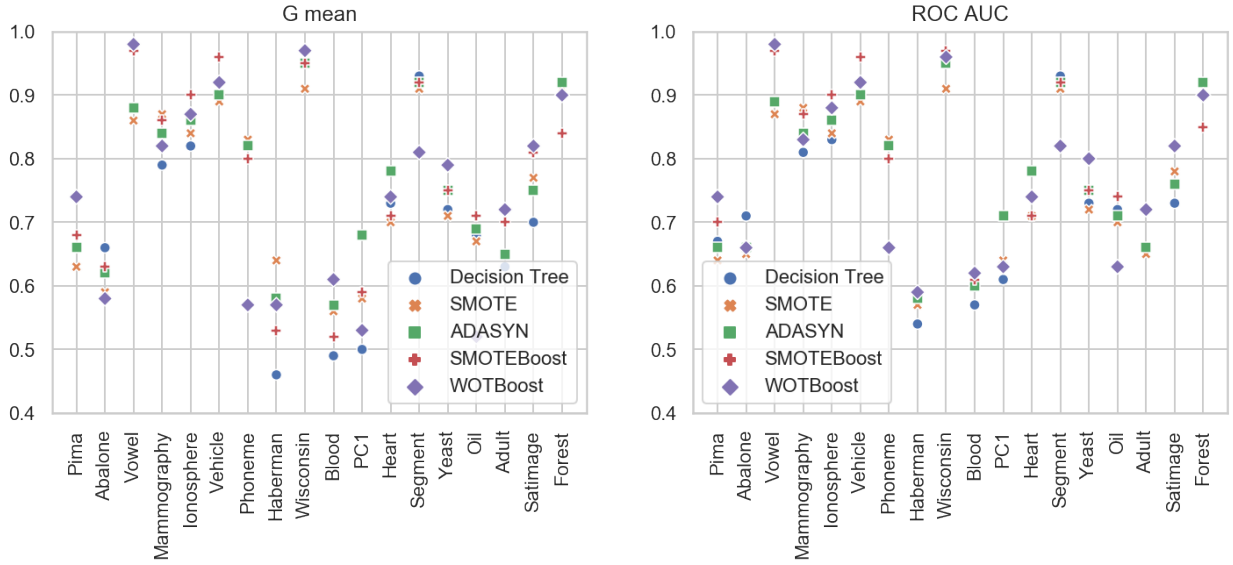 G mean
1.0
0.9
0.8
0.7
0.6
0.5
0.4
Decision Tree
SMOTE
ADASYN
SMOTEBoost
WOTBoost
Pima
Abalone
Vowel
Mammography
Ionosphere
Vehicle
Phoneme
Haberman
Wisconsin
Blood
PC1
Heart
Segment
Yeast
Oil
Adult
Satimage
Forest
ROC AUC
1.0
0.9
0.8
0.7
0.6
0.5
0.4
Decision Tree
SMOTE
ADASYN
SMOTEBoost
WOTBoost
Pima
Abalone
Vowel
Mammography
Ionosphere
Vehicle
Phoneme
Haberman
Wisconsin
Blood
PC1
Heart
Segment
Yeast
Oil
Adult
Satimage
Forest